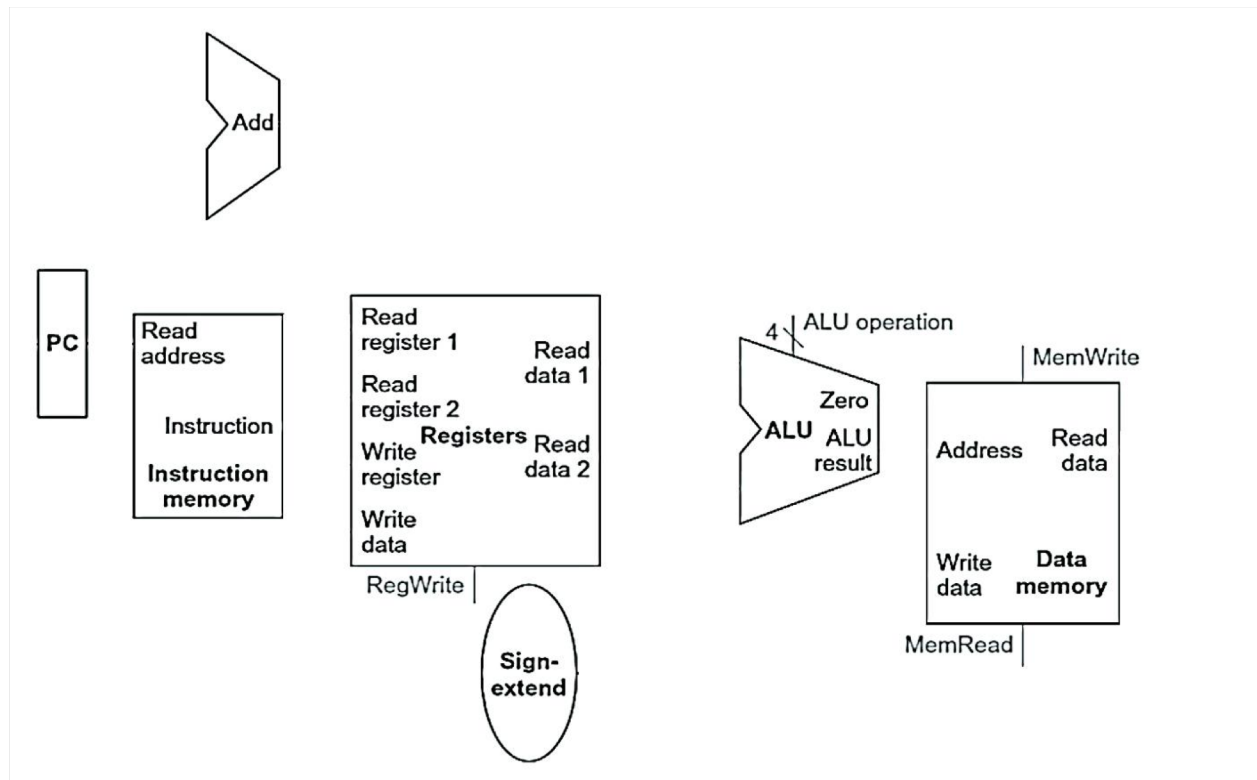 Add
PC
Read
address
Instruction
Instruction
memory
Read
register 1
Read
register 2
Write
register
Write
data
Registers
Read
data 1
Read
data 2
RegWrite
Sign-
extend
4
ALU operation
ALU
Zero
ALU
result
MemWrite
Address
Read
data
Write
data
Data
memory
MemRead